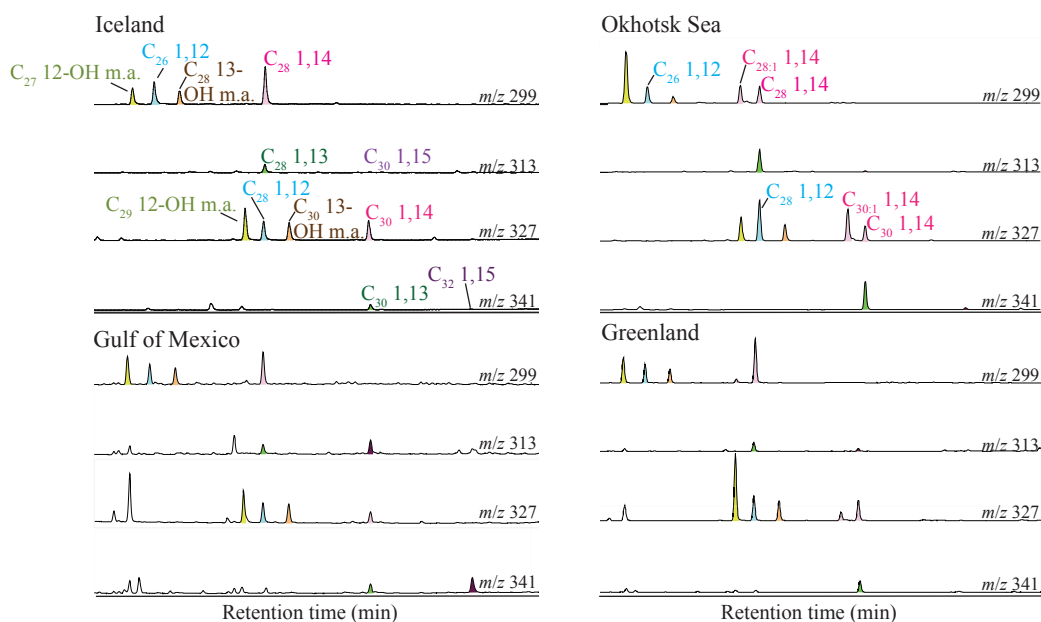 Iceland
C₂₇ 12-OH m.a.
C₂₆ 1,12
C₂₈ 13-
OH m.a.
C₂₈ 1,14
m/z 299
C₂₈ 1,13
C₃₀ 1,15
m/z 313
C₂₉ 12-OH m.a.
C₂₈ 1,12
C₃₀ 13-
OH m.a.
C₃₀ 1,14
m/z 327
C₃₀ 1,13
C₃₂ 1,15
m/z 341
Okhotsk Sea
C₂₆ 1,12
C₂₈:₁ 1,14
C₂₈ 1,14
m/z 299
m/z 313
C₂₈ 1,12
C₃₀:₁ 1,14
C₃₀ 1,14
m/z 327
m/z 341
Gulf of Mexico
m/z 299
m/z 313
m/z 327
m/z 341
Retention time (min)
Greenland
m/z 299
m/z 313
m/z 327
m/z 341
Retention time (min)